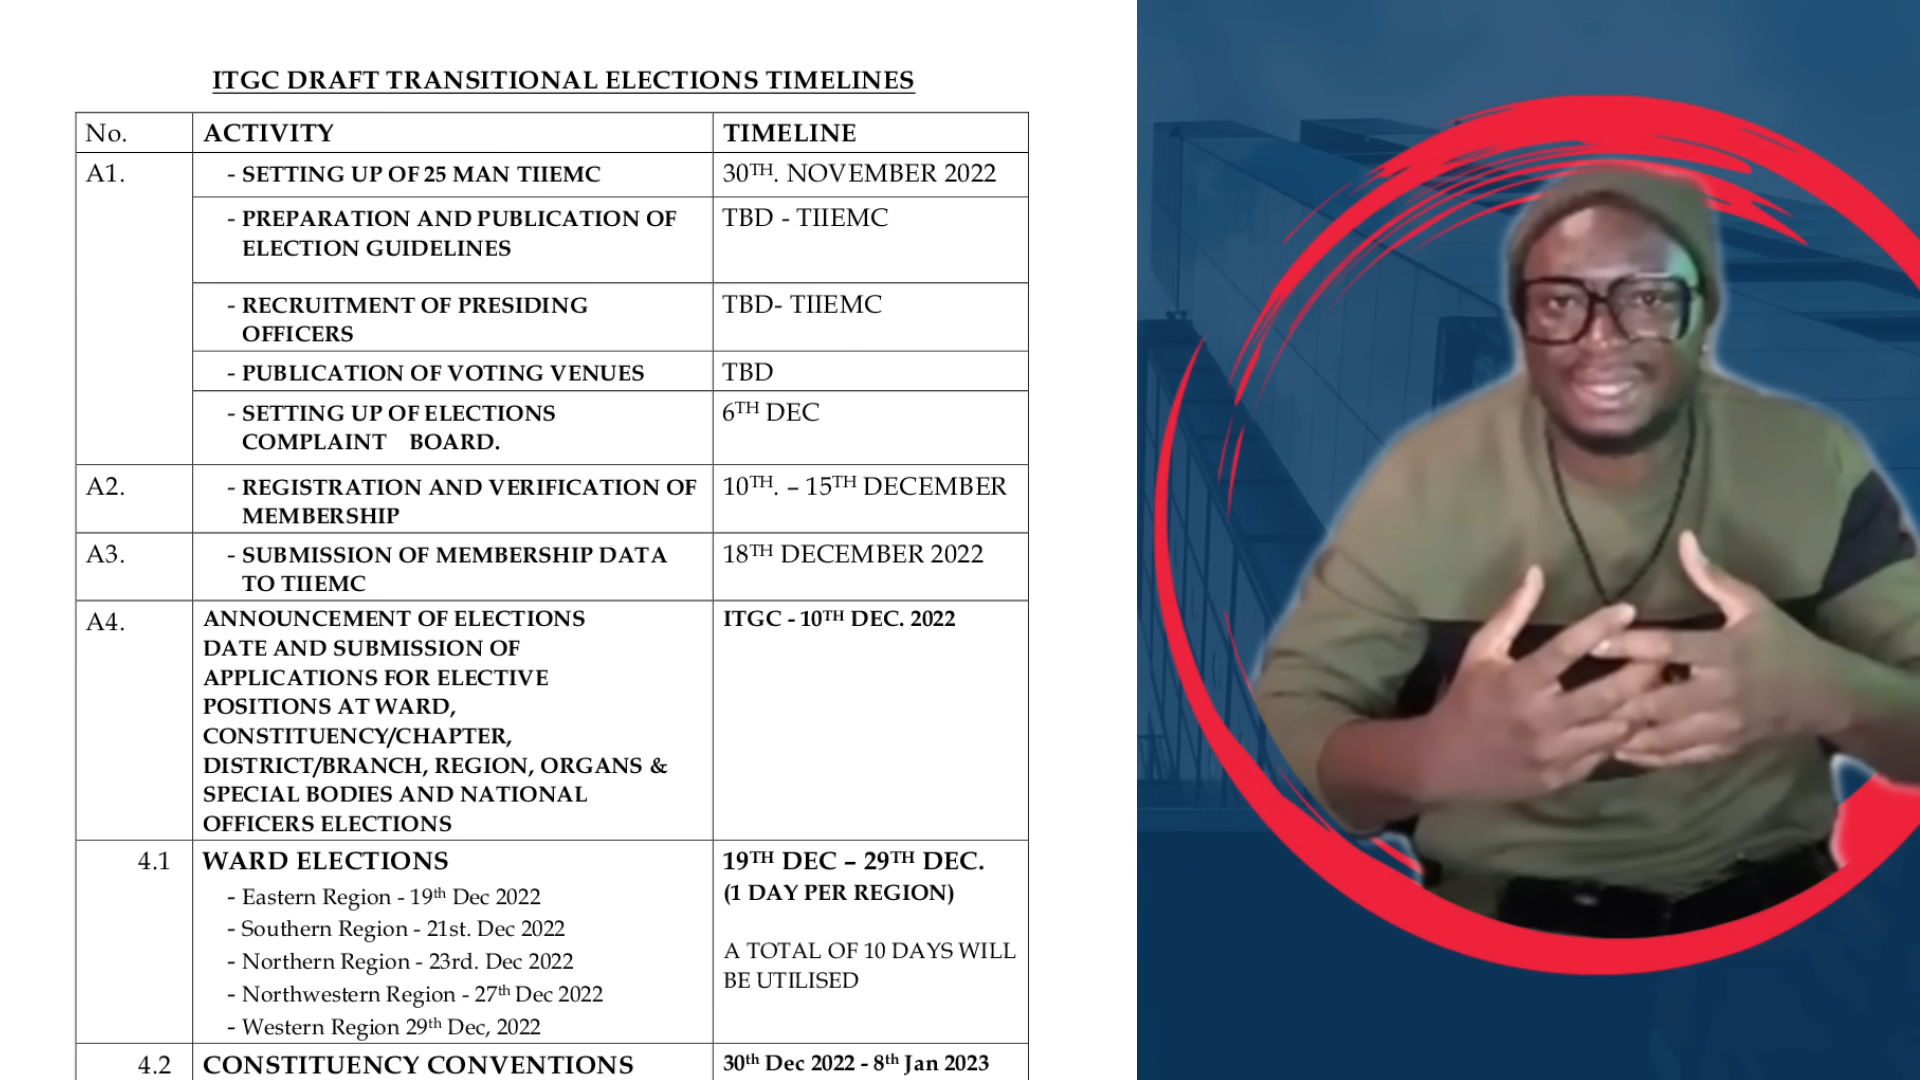 ITGC DRAFT TRANSITIONAL ELECTIONS TIMELINES
No. ACTIVITY TIMELINE
A1. - SETTING UP OF 25 MAN TIIEMC 30TH. NOVEMBER 2022
- PREPARATION AND PUBLICATION OF TBD - TIIEMC
ELECTION GUIDELINES
- RECRUITMENT OF PRESIDING TBD- TIIEMC
OFFICERS
- PUBLICATION OF VOTING VENUES TBD
- SETTING UP OF ELECTIONS 6TH DEC
COMPLAINT BOARD.
A2. - REGISTRATION AND VERIFICATION OF 10TH. – 15TH DECEMBER
MEMBERSHIP
A3. - SUBMISSION OF MEMBERSHIP DATA 18TH DECEMBER 2022
TO TIIEMC
A4. ANNOUNCEMENT OF ELECTIONS ITGC - 10TH DEC. 2022
DATE AND SUBMISSION OF
APPLICATIONS FOR ELECTIVE
POSITIONS AT WARD,
CONSTITUENCY/CHAPTER,
DISTRICT/BRANCH, REGION, ORGANS &
SPECIAL BODIES AND NATIONAL
OFFICERS ELECTIONS
4.1 WARD ELECTIONS 19TH DEC – 29TH DEC.
(1 DAY PER REGION)
- Eastern Region - 19th Dec 2022
- Southern Region - 21st. Dec 2022
A TOTAL OF 10 DAYS WILL
- Northern Region - 23rd. Dec 2022
BE UTILISED
- Northwestern Region - 27th Dec 2022
- Western Region 29th Dec, 2022
4.2 CONSTITUENCY CONVENTIONS 30th Dec 2022 - 8th Jan 2023